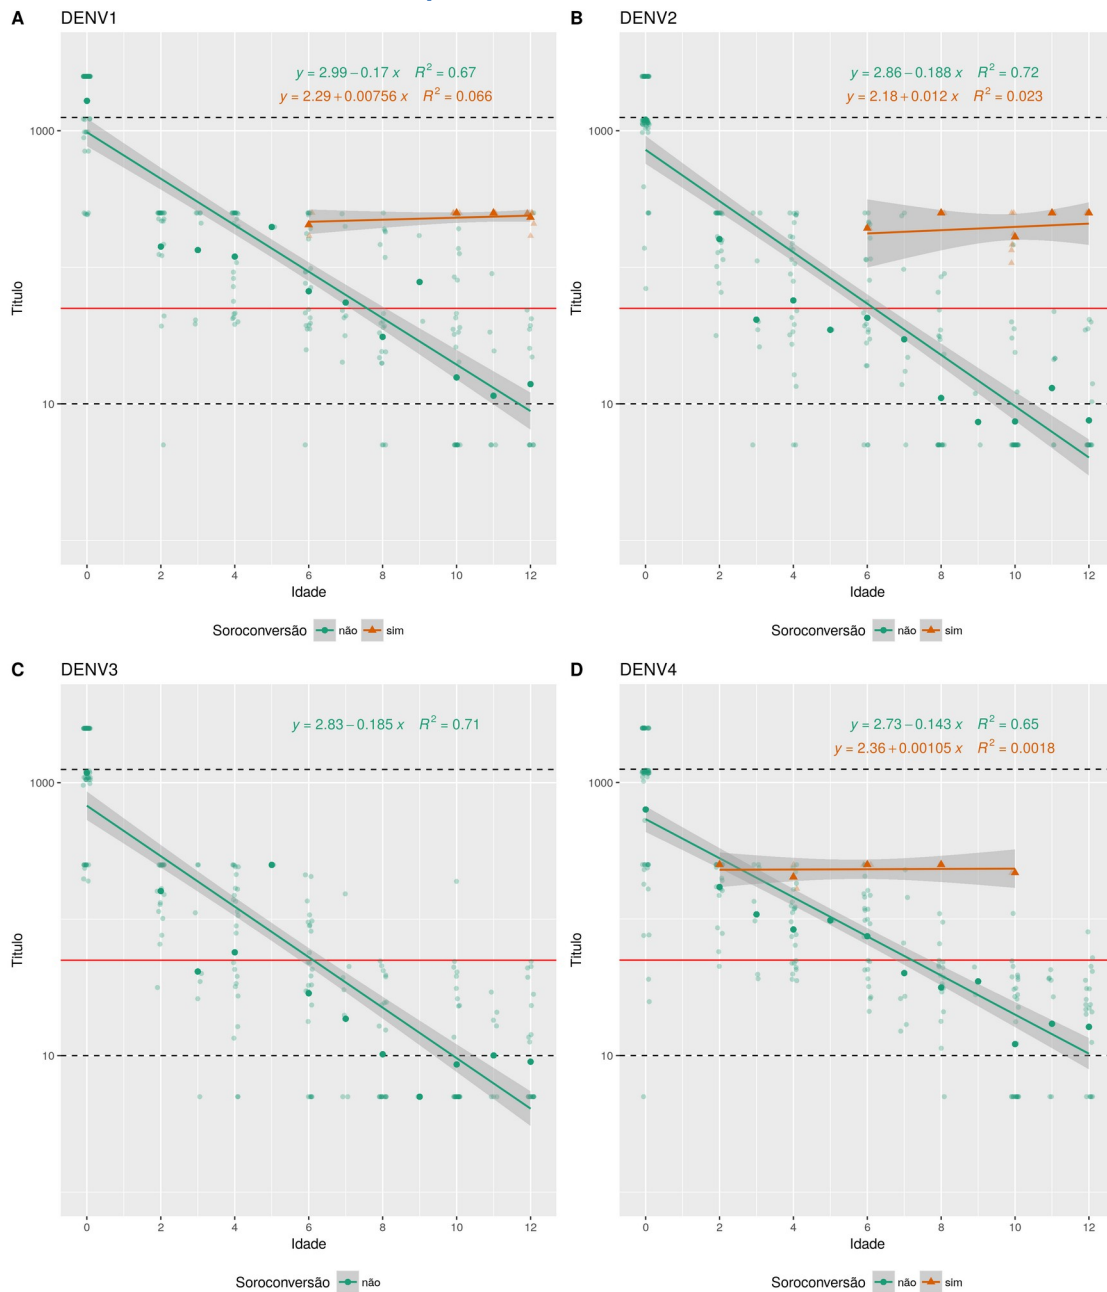 A DENV1
y = 2.99 − 0.17 x R² = 0.67
y = 2.29 + 0.00756 x R² = 0.066
1000
10
Título
0 2 4 6 8 10 12
Idade
Soroconversão não sim
B DENV2
y = 2.86 − 0.188 x R² = 0.72
y = 2.18 + 0.012 x R² = 0.023
1000
10
Título
0 2 4 6 8 10 12
Idade
Soroconversão não sim
C DENV3
y = 2.83 − 0.185 x R² = 0.71
1000
10
Título
0 2 4 6 8 10 12
Idade
Soroconversão não
D DENV4
y = 2.73 − 0.143 x R² = 0.65
y = 2.36 + 0.00105 x R² = 0.0018
1000
10
Título
0 2 4 6 8 10 12
Idade
Soroconversão não sim